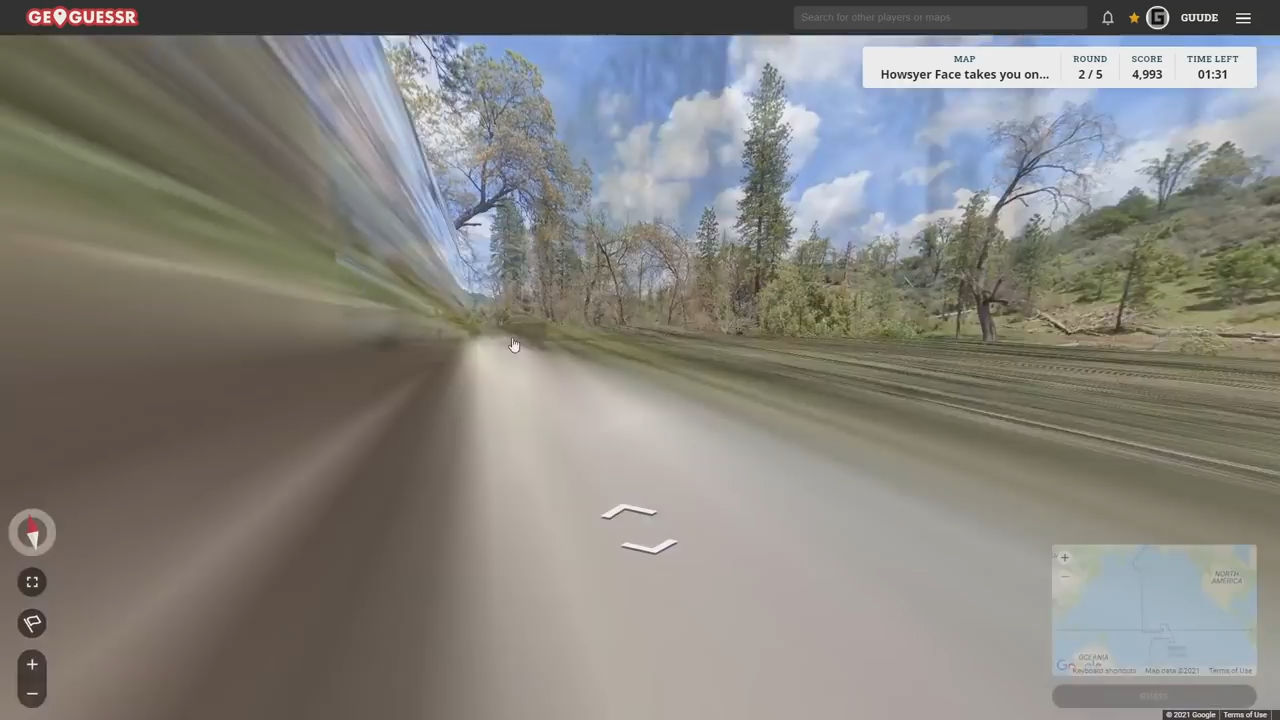 GEOGUESSR
Search for other players or maps
GUUDE
MAP
ROUND
SCORE
TIME LEFT
Howsyer Face takes you on...
2 / 5
4,993
01:31
NORTH
AMERICA
OCEANIA
Keyboard shortcuts
Map data ©2021
Terms of Use
© 2021 Google
Terms of Use